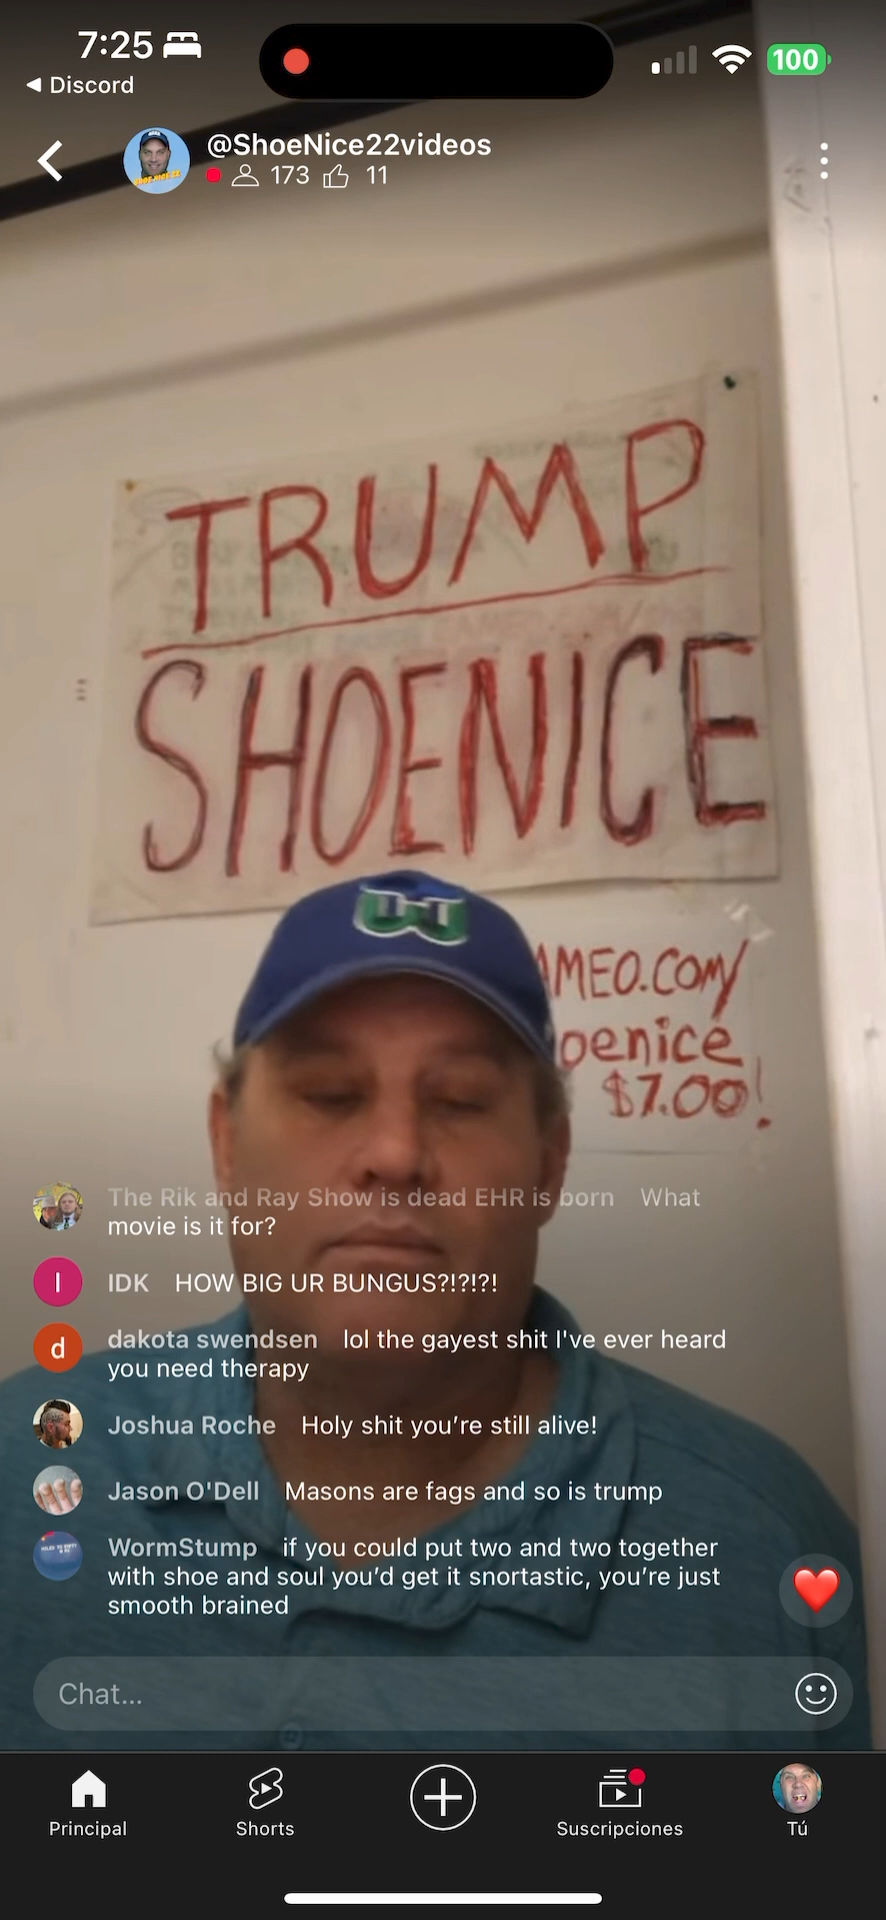 7:25
100
Discord
@ShoeNice22videos
173 11
TRUMP
SHOENICE
AMEO.COM/
oenice
$7.00!
The Rik and Ray Show is dead EHR is born What
movie is it for?
I IDK HOW BIG UR BUNGUS?!?!?!
d dakota swendsen lol the gayest shit I've ever heard
you need therapy
Joshua Roche Holy shit you’re still alive!
Jason O'Dell Masons are fags and so is trump
WormStump if you could put two and two together
with shoe and soul you’d get it snortastic, you’re just
smooth brained
Chat...
Principal Shorts Suscripciones Tú